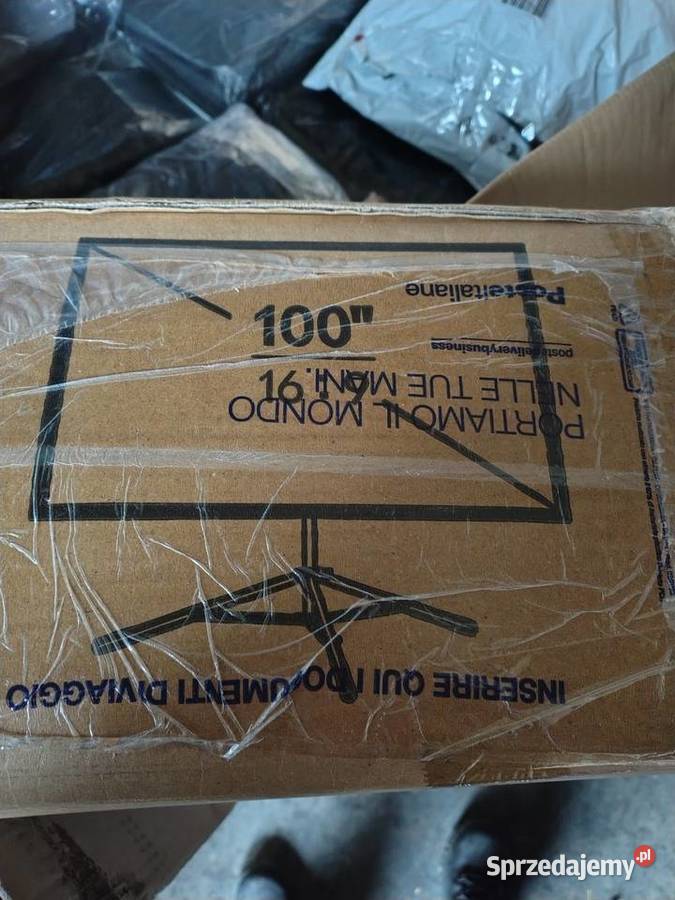 100"
16:9
Posteitaliane
postedeliverybusiness
PORTIAMO IL MONDO
NELLE TUE MANI.
INSERIRE QUI I DOCUMENTI DI VIAGGIO
Sprzedajemy.pl